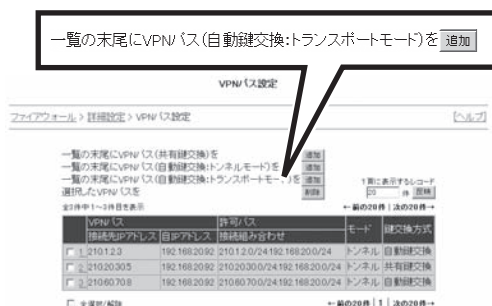 一覧の末尾にVPNパス(自動鍵交換:トランスポートモード)を 追加
VPNパス設定
ファイアウォール > 詳細設定 > VPNパス設定 [ヘルプ]
一覧の末尾にVPNパス(共有鍵交換)を 追加
一覧の末尾にVPNパス(自動鍵交換:トンネルモード)を 追加
一覧の末尾にVPNパス(自動鍵交換:トランスポートモードを 追加
選択したVPNパスを 削除
1頁に表示するレコード
20 件 反映
全3件中1〜3件目を表示 ←前の20件 | 次の20件→
VPNパス 許可パス モード 鍵交換方式
接続先IPアドレス 自IPアドレス 接続組み合わせ
1 210.1.2.3 192.168.20.92 210.1.2.0/24:192.168.20.0/24 トンネル 自動鍵交換
2 210.20.30.5 192.168.20.92 210.20.30.0/24:192.168.20.0/24 トンネル 共有鍵交換
3 210.60.70.8 192.168.20.92 210.60.70.0/24:192.168.20.0/24 トンネル 自動鍵交換
全選択/解除 ←前の20件 | 1 | 次の20件→